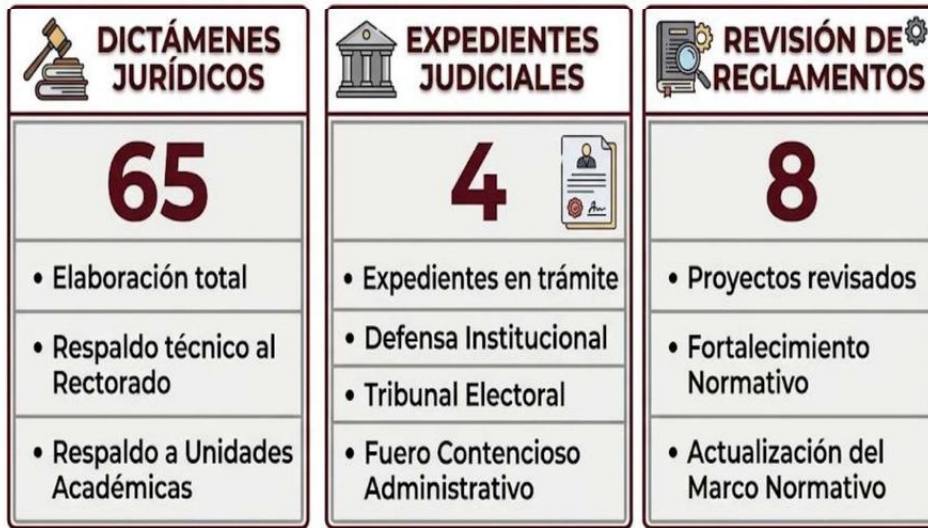 DICTÁMENES
JURÍDICOS
65
• Elaboración total
• Respaldo técnico al
Rectorado
• Respaldo a Unidades
Académicas
EXPEDIENTES
JUDICIALES
4
• Expedientes en trámite
• Defensa Institucional
• Tribunal Electoral
• Fuero Contencioso
Administrativo
REVISIÓN DE
REGLAMENTOS
8
• Proyectos revisados
• Fortalecimiento
Normativo
• Actualización del
Marco Normativo